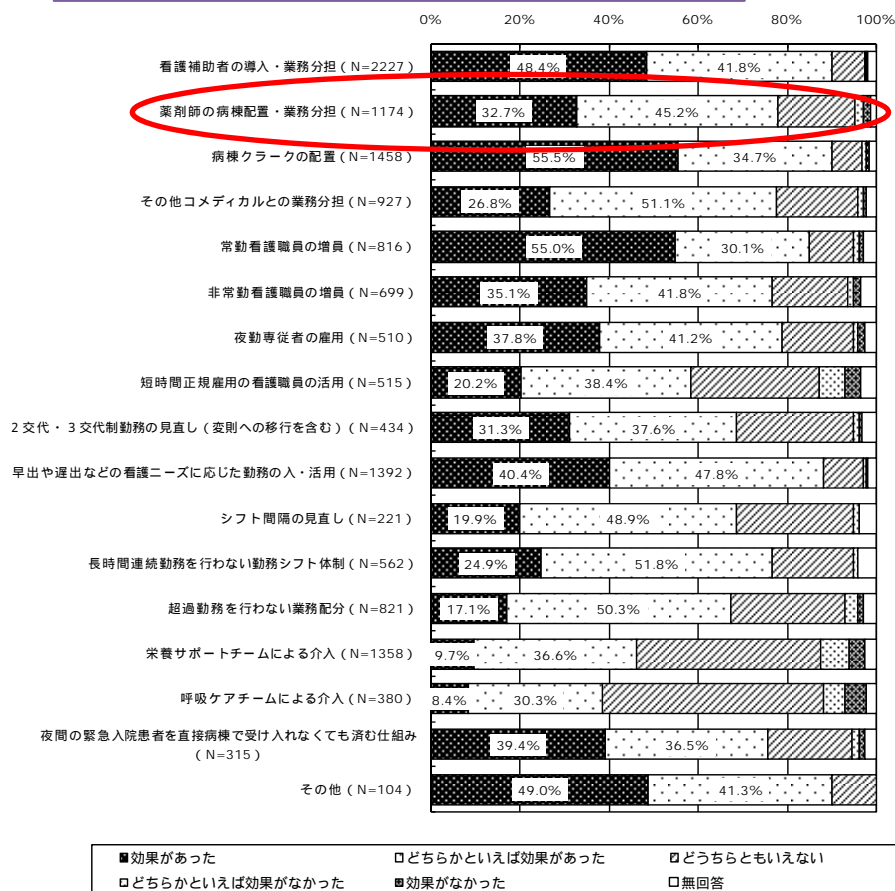 0% 20% 40% 60% 80% 100%
看護補助者の導入・業務分担(N=2227) 48.4% 41.8%
薬剤師の病棟配置・業務分担(N=1174) 32.7% 45.2%
病棟クラークの配置(N=1458) 55.5% 34.7%
その他コメディカルとの業務分担(N=927) 26.8% 51.1%
常勤看護職員の増員(N=816) 55.0% 30.1%
非常勤看護職員の増員(N=699) 35.1% 41.8%
夜勤専従者の雇用(N=510) 37.8% 41.2%
短時間正規雇用の看護職員の活用(N=515) 20.2% 38.4%
2交代・3交代制勤務の見直し(変則への移行を含む)(N=434) 31.3% 37.6%
早出や遅出などの看護ニーズに応じた勤務の入・活用(N=1392) 40.4% 47.8%
シフト間隔の見直し(N=221) 19.9% 48.9%
長時間連続勤務を行わない勤務シフト体制(N=562) 24.9% 51.8%
超過勤務を行わない業務配分(N=821) 17.1% 50.3%
栄養サポートチームによる介入(N=1358) 9.7% 36.6%
呼吸ケアチームによる介入(N=380) 8.4% 30.3%
夜間の緊急入院患者を直接病棟で受け入れなくても済む仕組み
(N=315) 39.4% 36.5%
その他(N=104) 49.0% 41.3%
効果があった どちらかといえば効果があった どうちらともいえない
どちらかといえば効果がなかった 効果がなかった 無回答